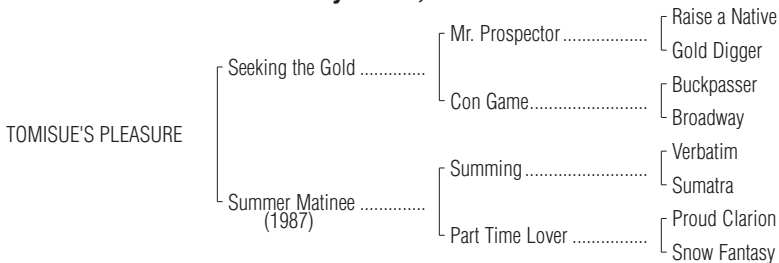 Raise a Native
Mr. Prospector ..................
Gold Digger
Seeking the Gold ..............
Buckpasser
Con Game.........................
Broadway
TOMISUE'S PLEASURE
Verbatim
Summing ..........................
Sumatra
Summer Matinee ..............
(1987)
Proud Clarion
Part Time Lover ................
Snow Fantasy